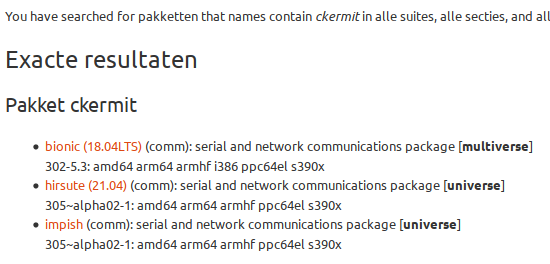 You have searched for pakketten that names contain ckermit in alle suites, alle secties, and all
Exacte resultaten
Pakket ckermit
bionic (18.04LTS) (comm): serial and network communications package [multiverse]
302-5.3: amd64 arm64 armhf i386 ppc64el s390x
hirsute (21.04) (comm): serial and network communications package [universe]
305~alpha02-1: amd64 arm64 armhf ppc64el s390x
impish (comm): serial and network communications package [universe]
305~alpha02-1: amd64 arm64 armhf ppc64el s390x